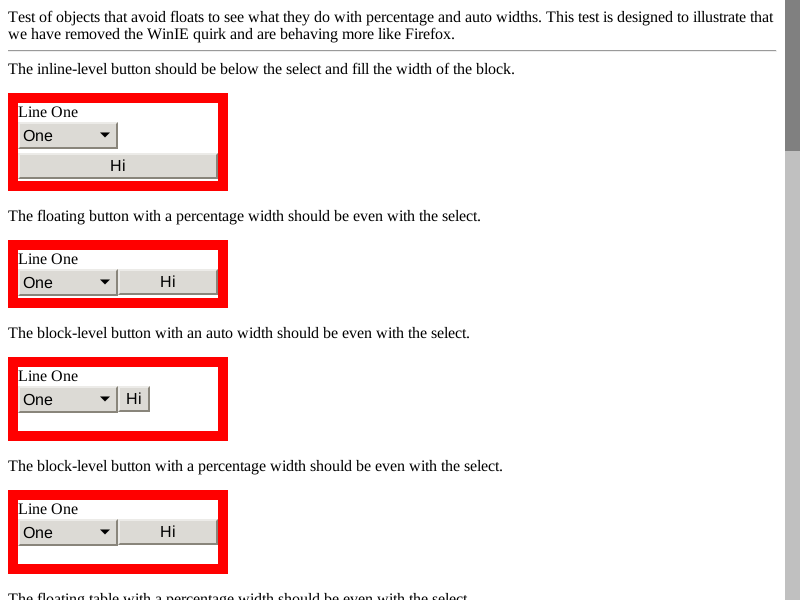 Test of objects that avoid floats to see what they do with percentage and auto widths. This test is designed to illustrate that
we have removed the WinIE quirk and are behaving more like Firefox.
The inline-level button should be below the select and fill the width of the block.
Line One
One
Hi
The floating button with a percentage width should be even with the select.
Line One
One Hi
The block-level button with an auto width should be even with the select.
Line One
One Hi
The block-level button with a percentage width should be even with the select.
Line One
One Hi
The floating table with a percentage width should be even with the select.